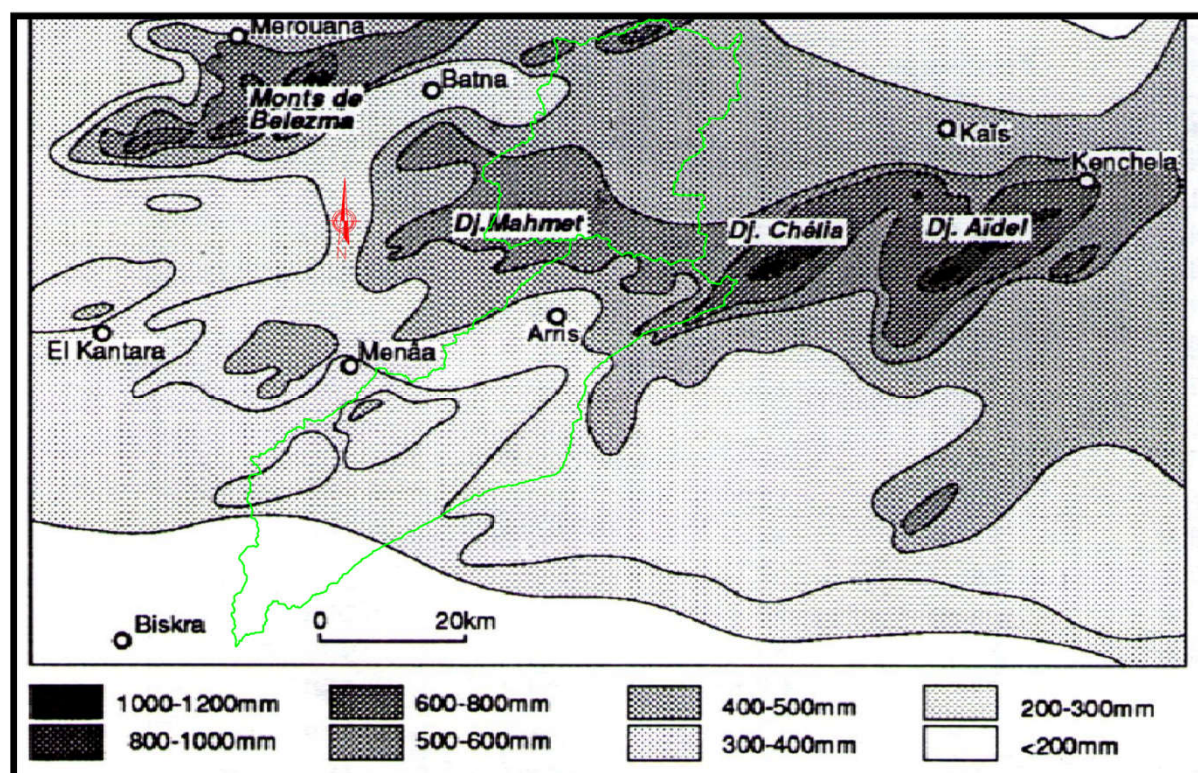 Merouana
Batna
Monts de
Belezma
Kaïs
Kenchela
Dj. Mahmet
Dj. Chélia
Dj. Aïdel
N
Arris
El Kantara
Menâa
Biskra
0 20km
1000-1200mm 600-800mm 400-500mm 200-300mm
800-1000mm 500-600mm 300-400mm <200mm